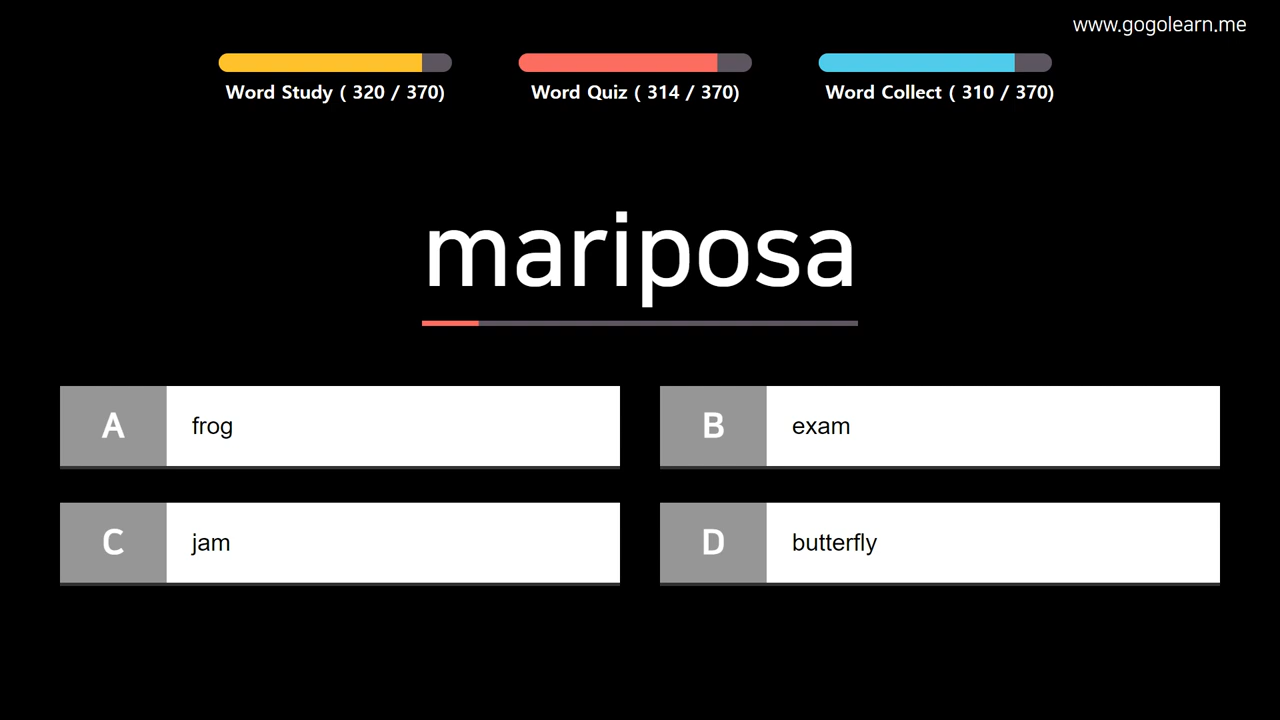 www.gogolearn.me
Word Study ( 320 / 370)
Word Quiz ( 314 / 370)
Word Collect ( 310 / 370)
mariposa
A frog
B exam
C jam
D butterfly